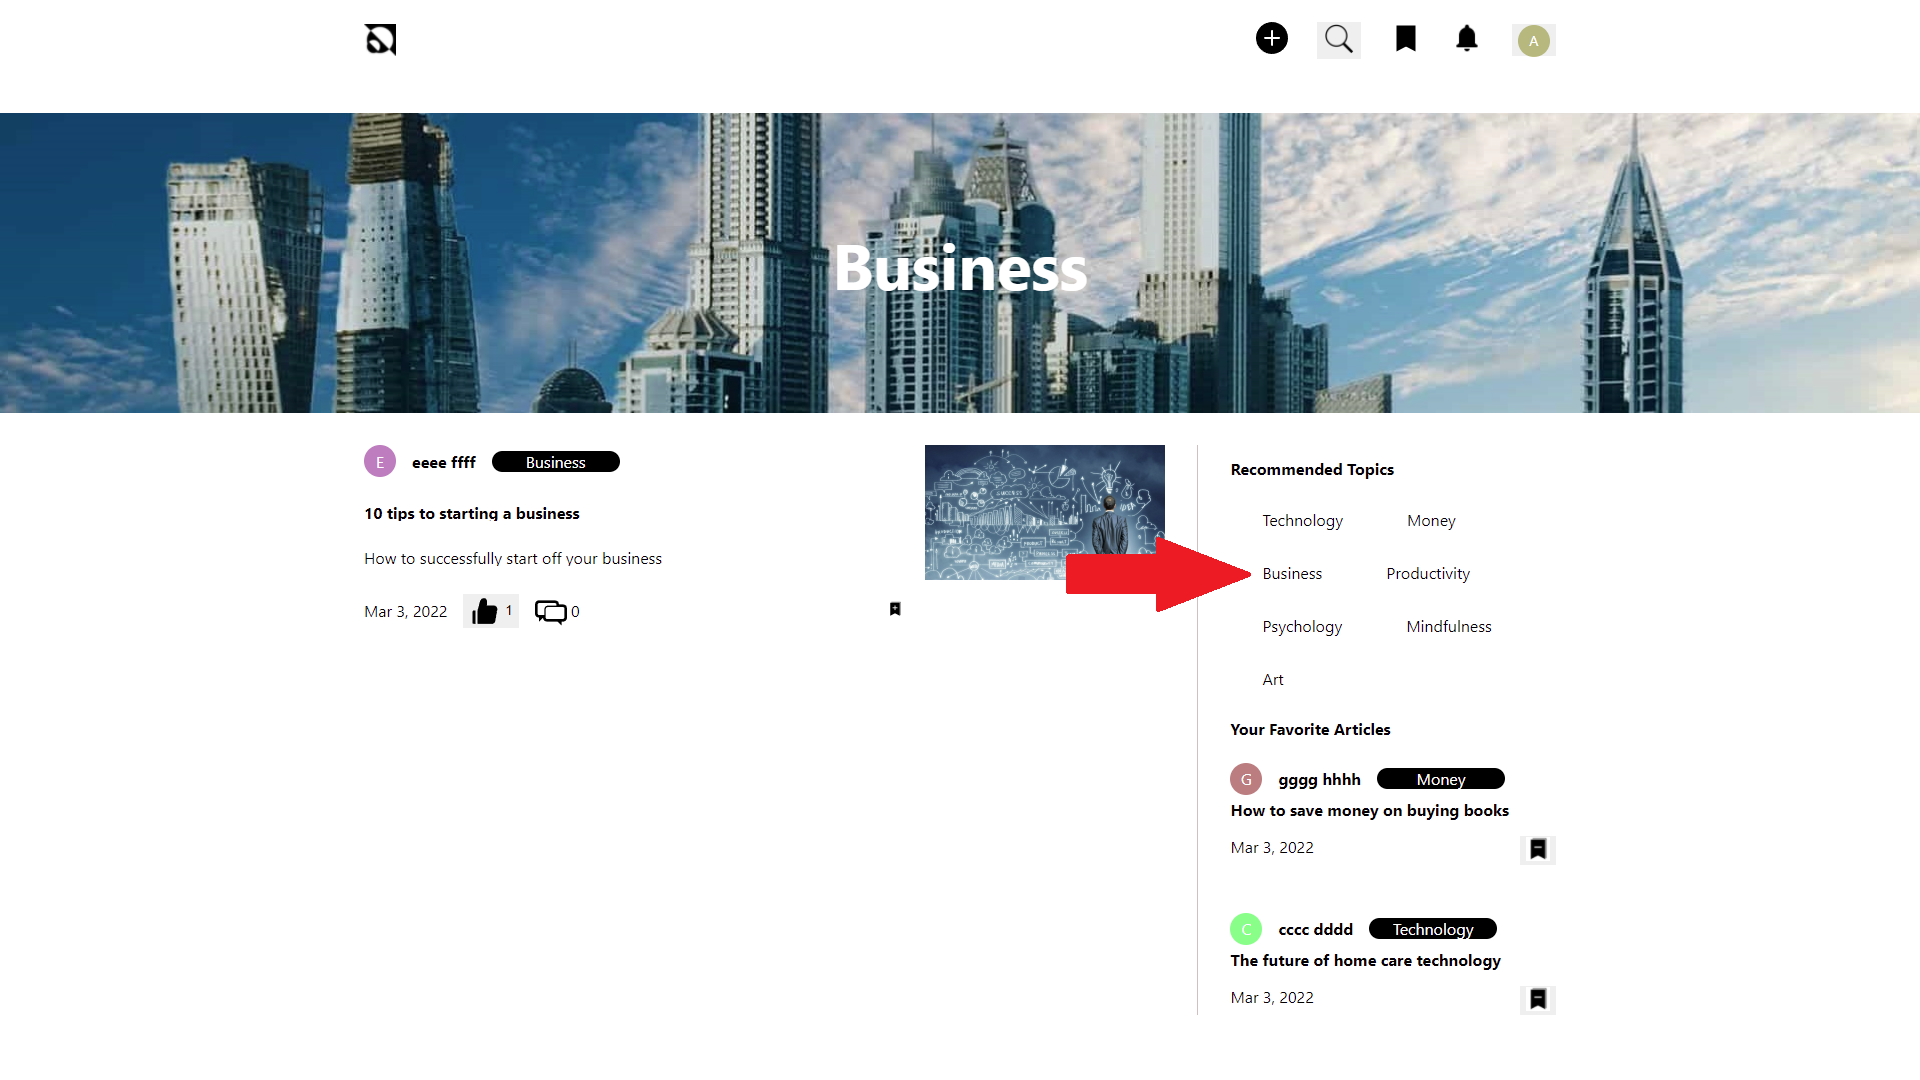 A
Business
E
eeee ffff
Business
10 tips to starting a business
How to successfully start off your business
Mar 3, 2022
1
0
SUCCESS
IDEA
PRODUCT
Recommended Topics
Technology
Money
Business
Productivity
Psychology
Mindfulness
Art
Your Favorite Articles
G
gggg hhhh
Money
How to save money on buying books
Mar 3, 2022
C
cccc dddd
Technology
The future of home care technology
Mar 3, 2022